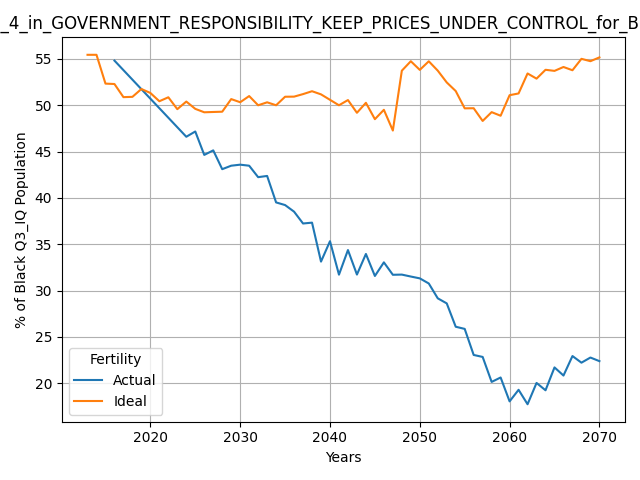 _4_in_GOVERNMENT_RESPONSIBILITY_KEEP_PRICES_UNDER_CONTROL_for_B
% of Black Q3_IQ Population
55
50
45
40
35
30
25
20
Fertility
Actual
Ideal
2020 2030 2040 2050 2060 2070
Years